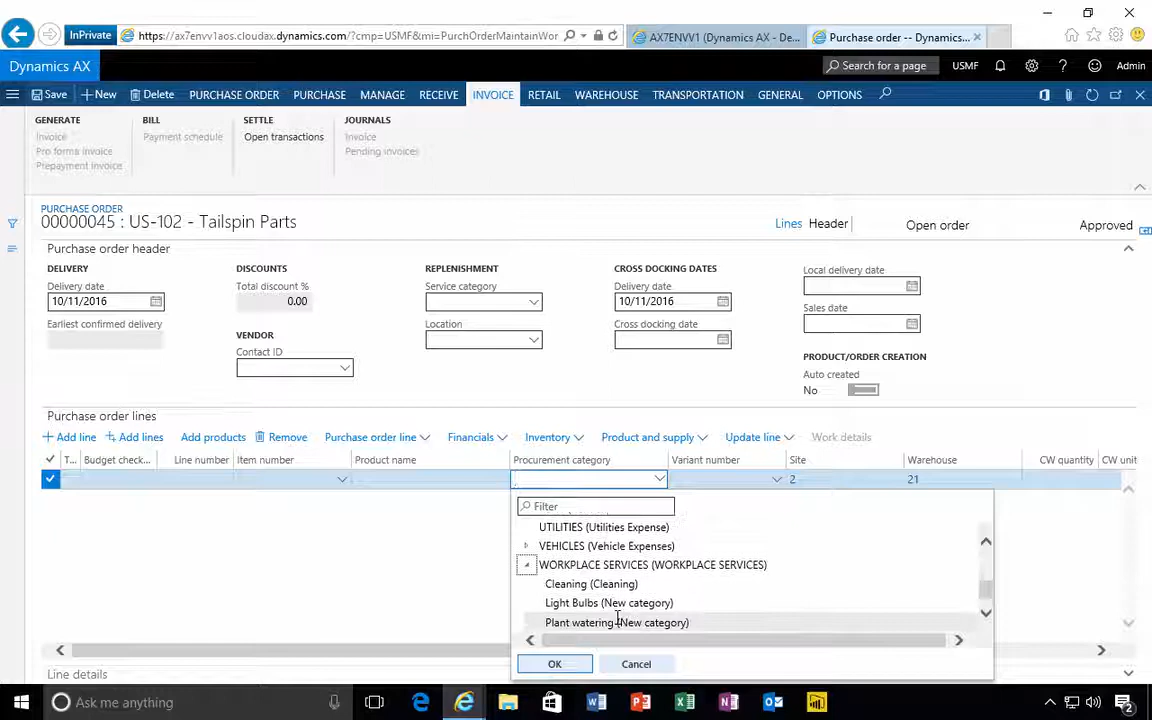 InPrivate
https://ax7envv1aos.cloudax.dynamics.com/?cmp=USMF&mi=PurchOrderMaintainWor
AX7ENVV1 (Dynamics AX - De...
Purchase order -- Dynamics...
Dynamics AX
Search for a page
USMF
Admin
Save
New
Delete
PURCHASE ORDER
PURCHASE
MANAGE
RECEIVE
INVOICE
RETAIL
WAREHOUSE
TRANSPORTATION
GENERAL
OPTIONS
GENERATE
BILL
SETTLE
JOURNALS
Invoice
Payment schedule
Open transactions
Invoice
Pro forma invoice
Pending invoices
Prepayment invoice
PURCHASE ORDER
00000045 : US-102 - Tailspin Parts
Lines
Header
Open order
Approved
Purchase order header
DELIVERY
DISCOUNTS
REPLENISHMENT
CROSS DOCKING DATES
Local delivery date
Delivery date
Total discount %
Service category
Delivery date
10/11/2016
0.00
10/11/2016
Sales date
Earliest confirmed delivery
Location
Cross docking date
VENDOR
Contact ID
PRODUCT/ORDER CREATION
Auto created
No
Purchase order lines
Add line
Add lines
Add products
Remove
Purchase order line
Financials
Inventory
Product and supply
Update line
Work details
T...
Budget check...
Line number
Item number
Product name
Procurement category
Variant number
Site
Warehouse
CW quantity
CW unit
2
21
Filter
UTILITIES (Utilities Expense)
VEHICLES (Vehicle Expenses)
WORKPLACE SERVICES (WORKPLACE SERVICES)
Cleaning (Cleaning)
Light Bulbs (New category)
Plant watering (New category)
OK
Cancel
Line details
Ask me anything
2